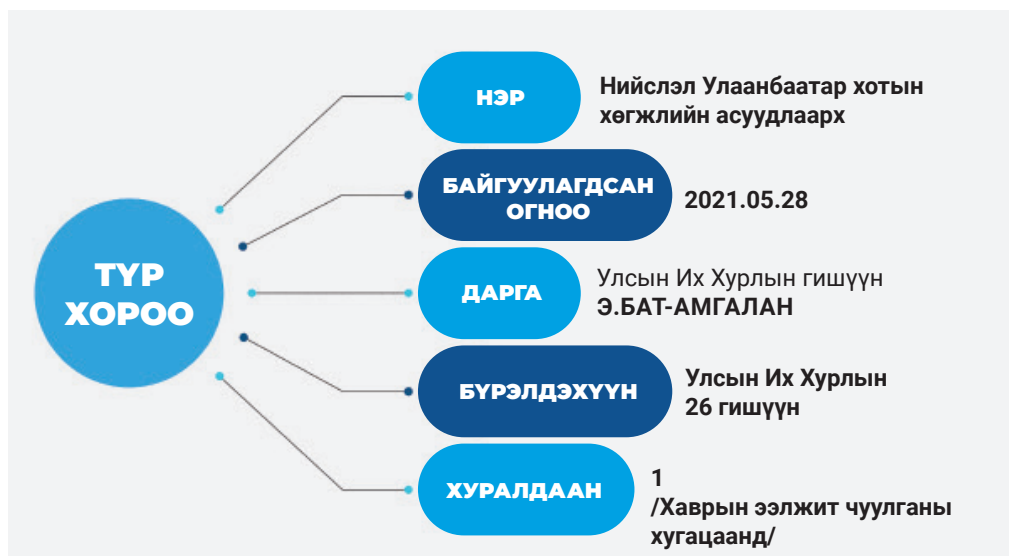 ТҮР
ХОРОО
НЭР
Нийслэл Улаанбаатар хотын
хөгжлийн асуудлаарх
БАЙГУУЛАГДСАН
ОГНОО
2021.05.28
ДАРГА
Улсын Их Хурлын гишүүн
Э.БАТ-АМГАЛАН
БҮРЭЛДЭХҮҮН
Улсын Их Хурлын
26 гишүүн
ХУРАЛДААН
1
/Хаврын ээлжит чуулганы
хугацаанд/